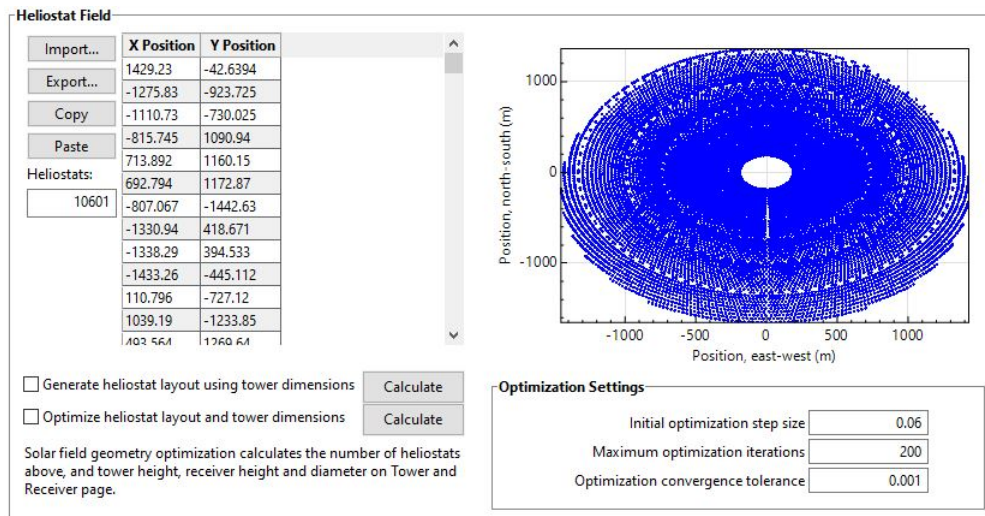 Heliostat Field
Import...
Export...
Copy
Paste
Heliostats:
10601
X Position Y Position
1429.23 -42.6394
-1275.83 -923.725
-1110.73 -730.025
-815.745 1090.94
713.892 1160.15
692.794 1172.87
-807.067 -1442.63
-1330.94 418.671
-1338.29 394.533
-1433.26 -445.112
110.796 -727.12
1039.19 -1233.85
493.564 1269.64
Position, north-south (m)
1000
0
-1000
-1000 -500 0 500 1000
Position, east-west (m)
Generate heliostat layout using tower dimensions Calculate
Optimize heliostat layout and tower dimensions Calculate
Solar field geometry optimization calculates the number of heliostats
above, and tower height, receiver height and diameter on Tower and
Receiver page.
Optimization Settings
Initial optimization step size 0.06
Maximum optimization iterations 200
Optimization convergence tolerance 0.001